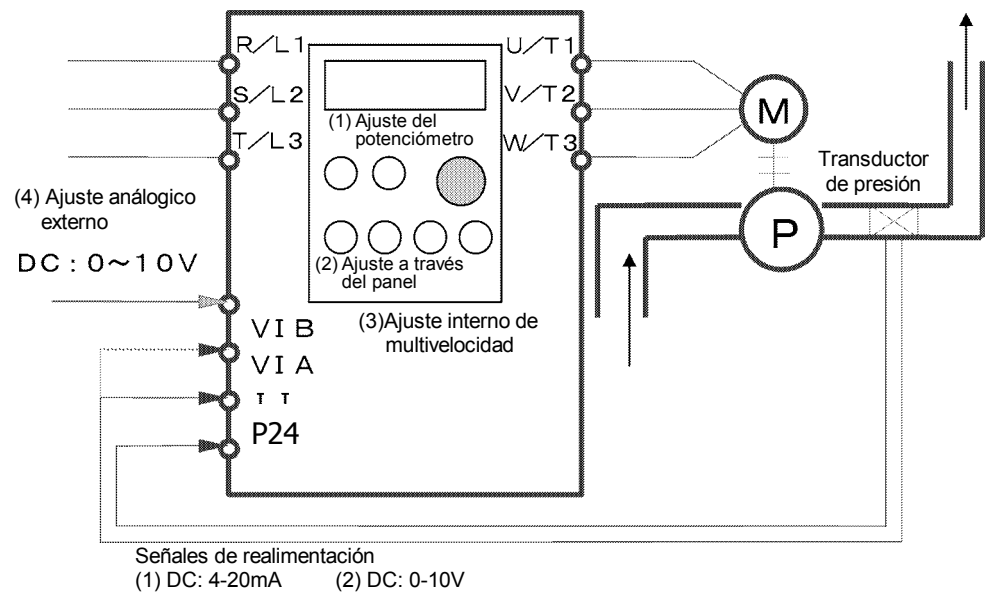 R/L1
U/T1
S/L2
V/T2
(1) Ajuste del
potenciómetro
M
T/L3
W/T3
Transductor
de presión
(4) Ajuste análogico
externo
P
DC : 0~10V
(2) Ajuste a través
del panel
(3)Ajuste interno de
multivelocidad
VIB
VIA
P24
Señales de realimentación
(1) DC: 4-20mA (2) DC: 0-10V